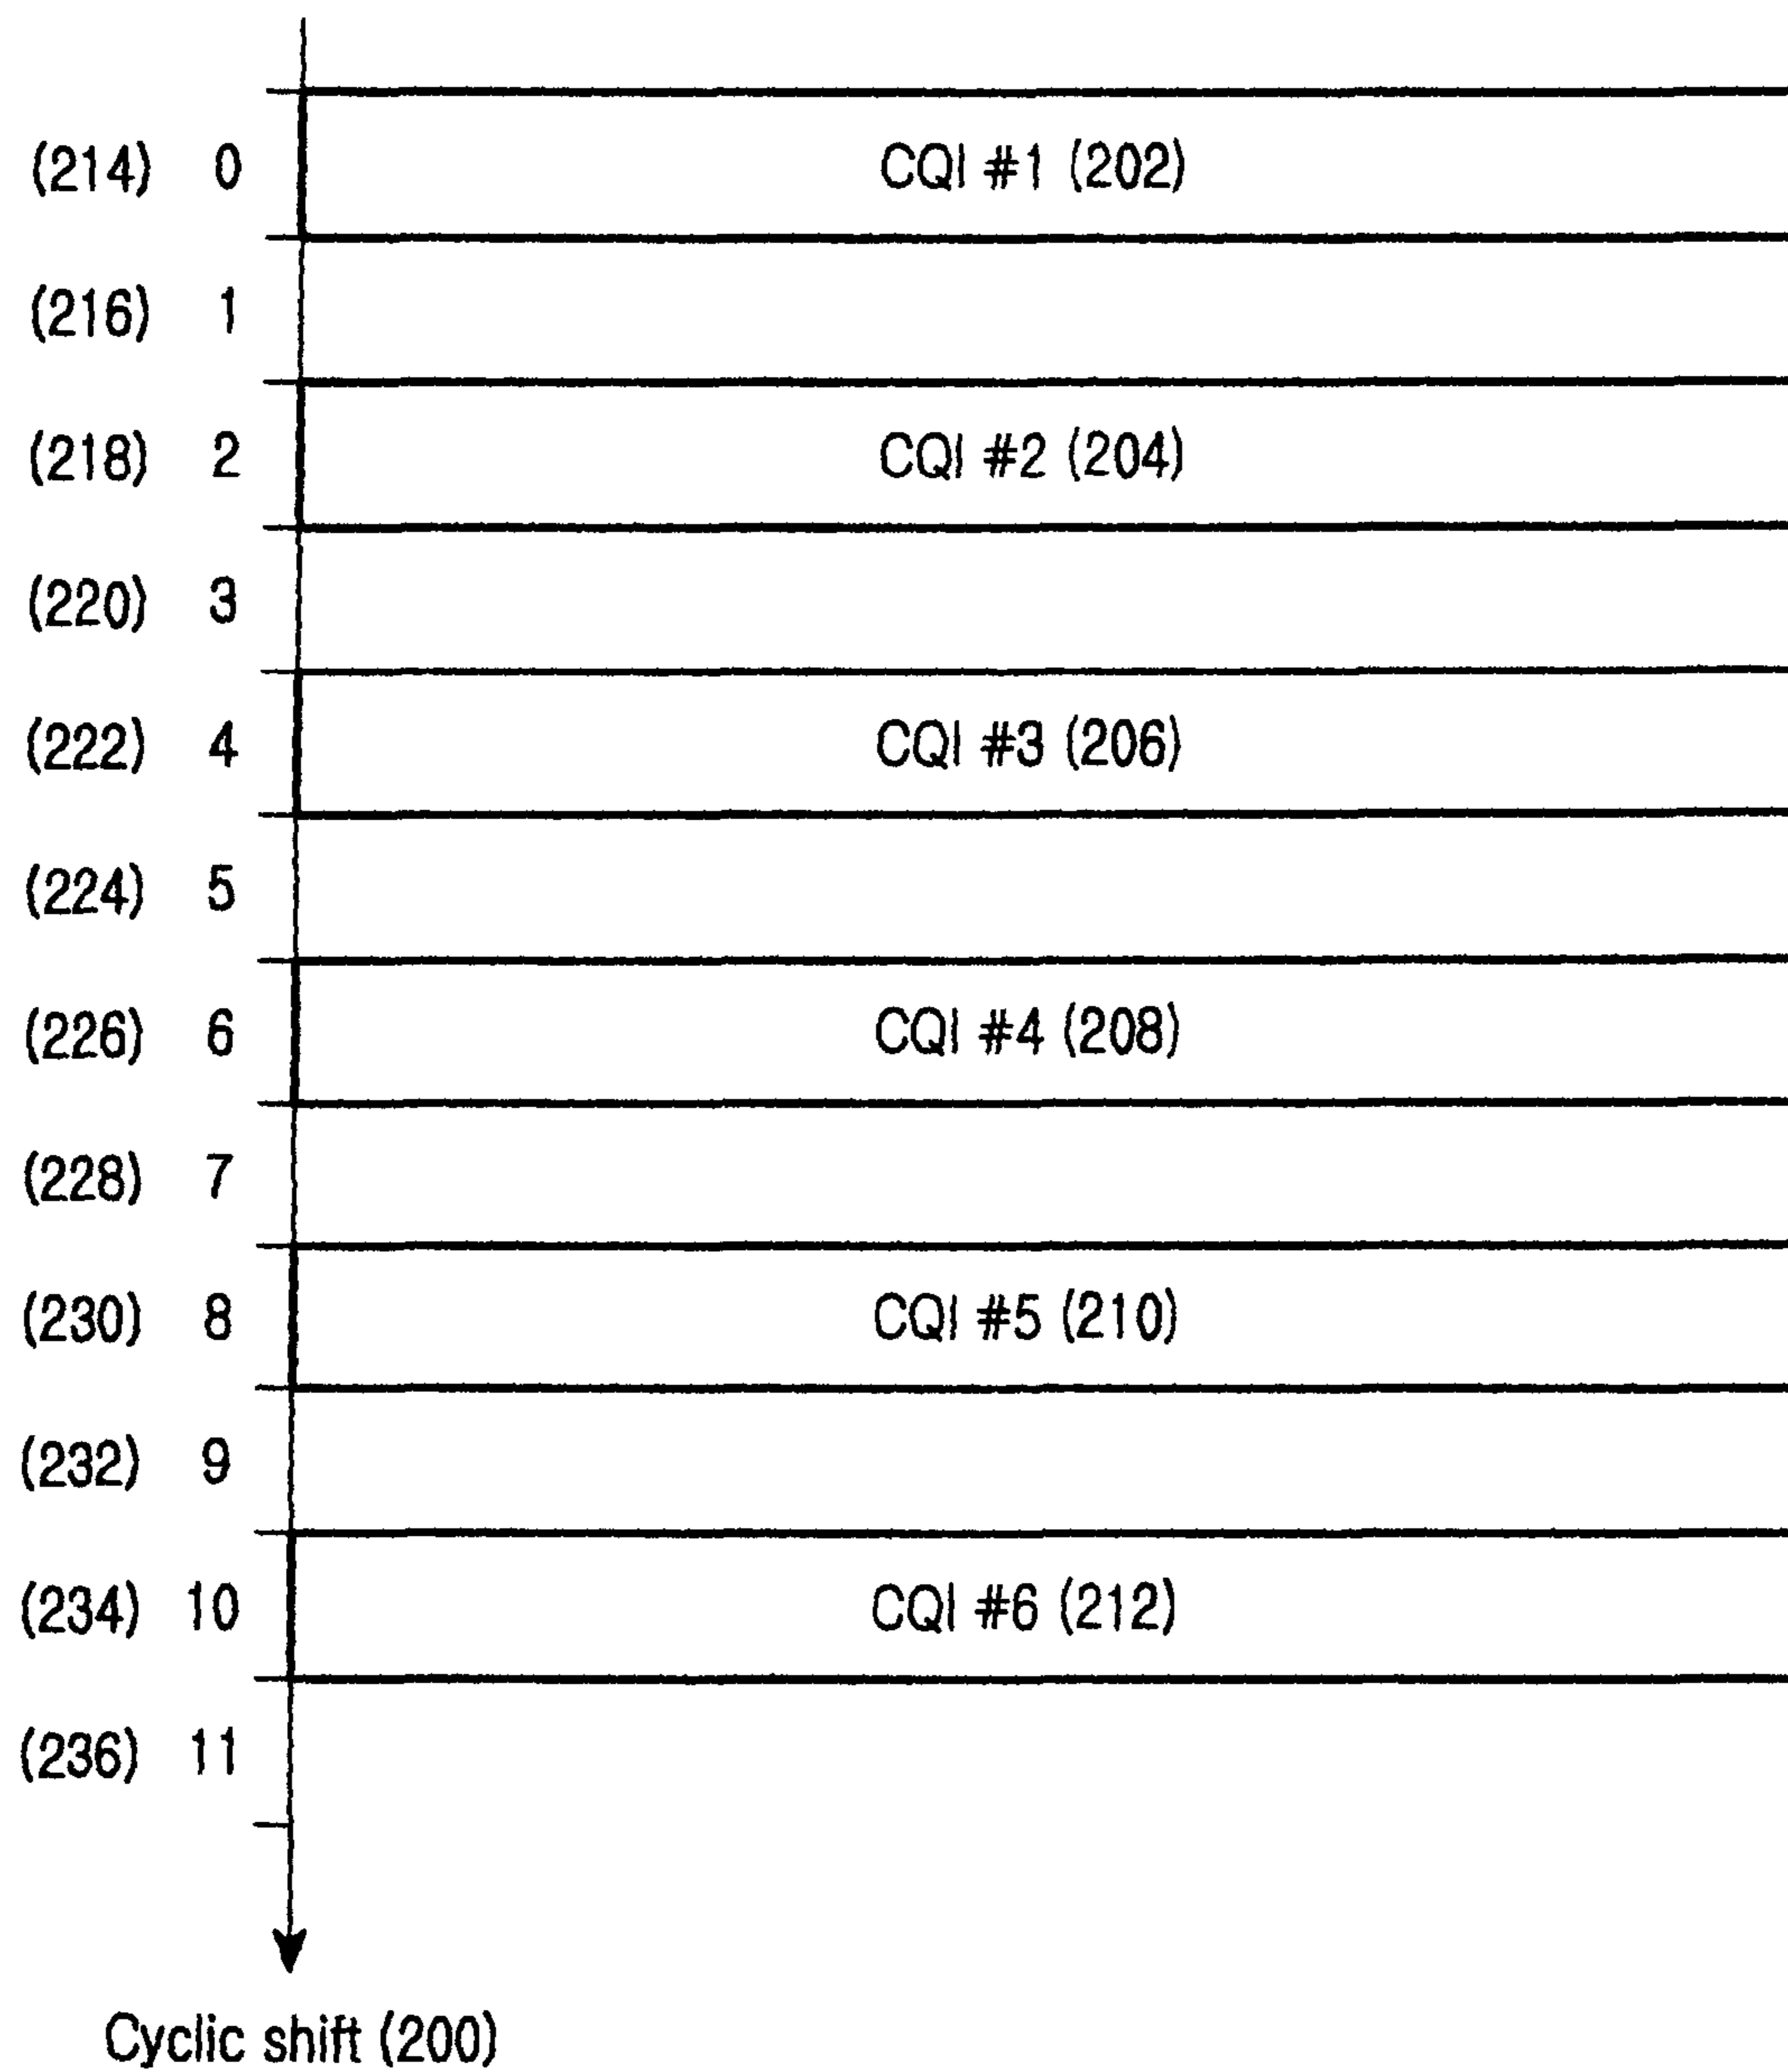 (214) 0 CQI #1 (202)
(216) 1
(218) 2 CQI #2 (204)
(220) 3
(222) 4 CQI #3 (206)
(224) 5
(226) 6 CQI #4 (208)
(228) 7
(230) 8 CQI #5 (210)
(232) 9
(234) 10 CQI #6 (212)
(236) 11
Cyclic shift (200)